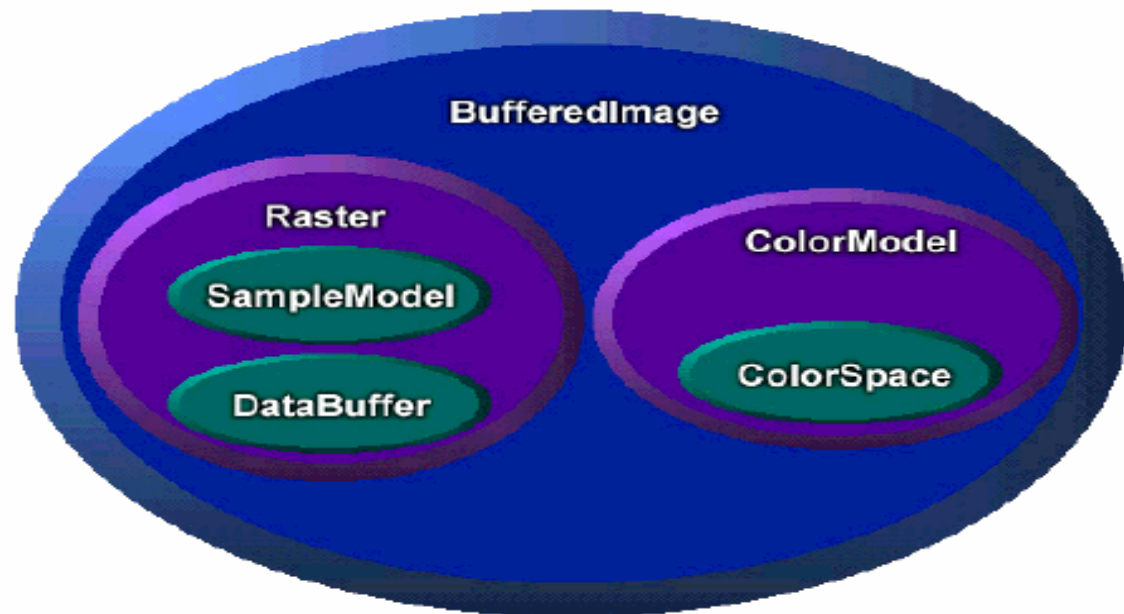 BufferedImage
Raster
SampleModel
DataBuffer
ColorModel
ColorSpace